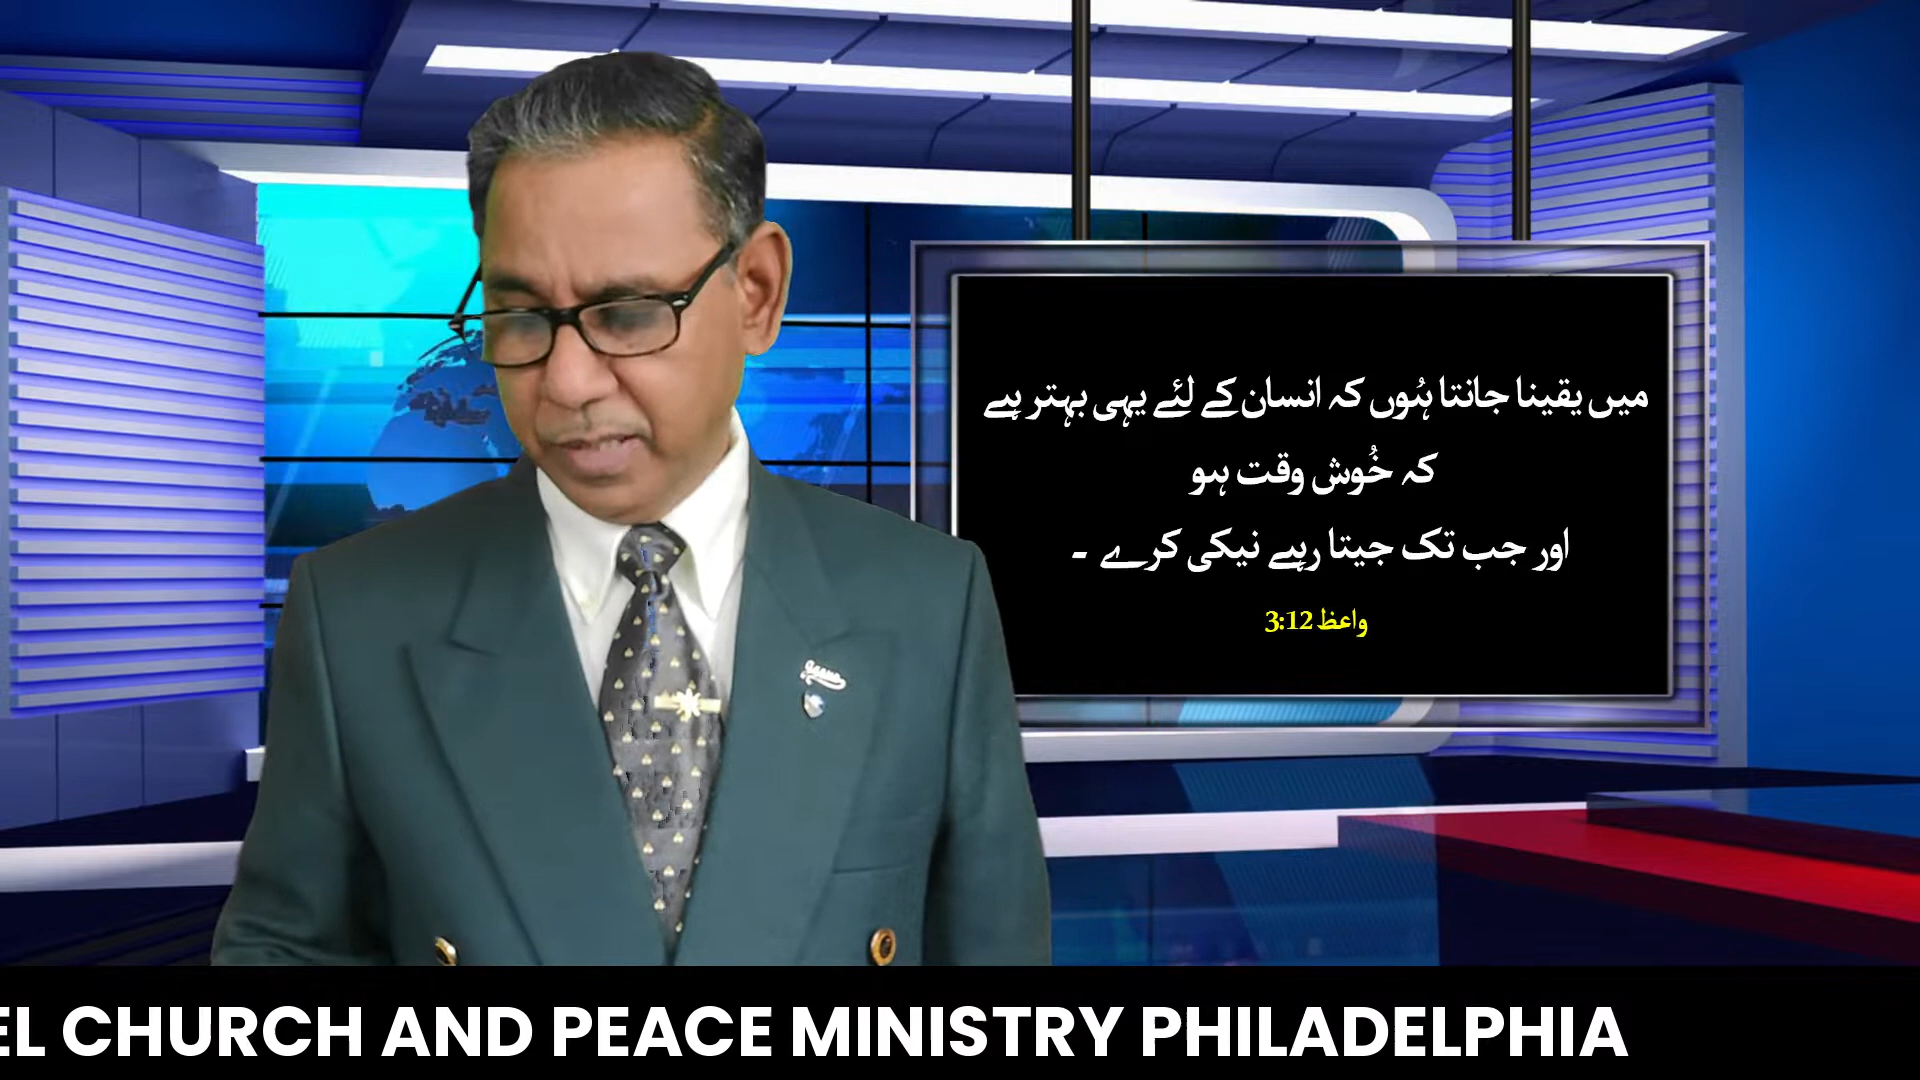 میں یقینا جانتا ہُوں کہ انسان کے لئے یہی بہتر ہے
کہ خُوش وقت ہو
اور جب تک جیتا رہے نیکی کرے ۔
واعظ 3:12
EL CHURCH AND PEACE MINISTRY PHILADELPHIA